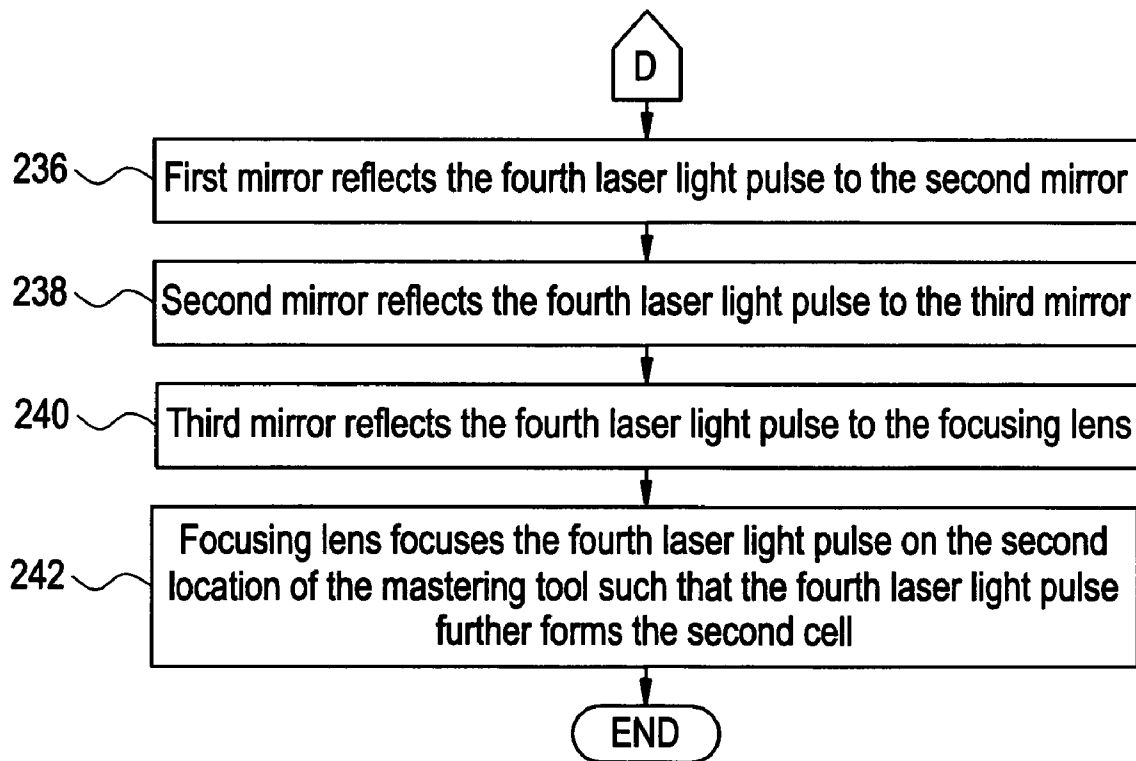 D
236
First mirror reflects the fourth laser light pulse to the second mirror
238
Second mirror reflects the fourth laser light pulse to the third mirror
240
Third mirror reflects the fourth laser light pulse to the focusing lens
242
Focusing lens focuses the fourth laser light pulse on the second
location of the mastering tool such that the fourth laser light pulse
further forms the second cell
END